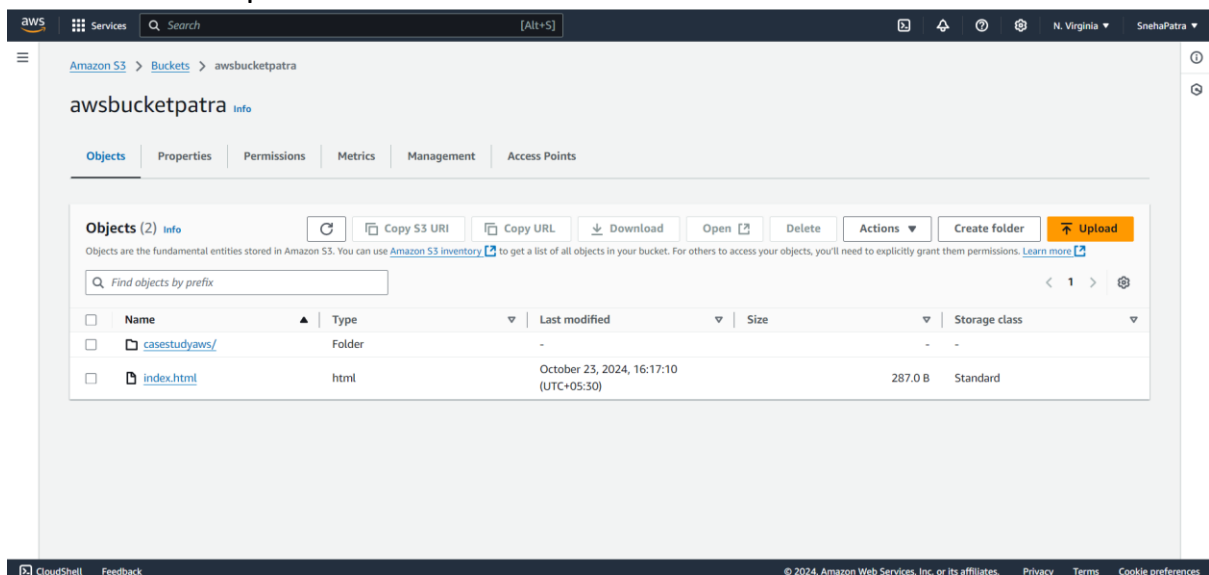 aws Services Search [Alt+S] N. Virginia ▼ SnehaPatra ▼
Amazon S3 > Buckets > awsbucketpatra
awsbucketpatra Info
Objects Properties Permissions Metrics Management Access Points
Objects (2) Info Copy S3 URI Copy URL Download Open Delete Actions ▼ Create folder Upload
Objects are the fundamental entities stored in Amazon S3. You can use Amazon S3 inventory to get a list of all objects in your bucket. For others to access your objects, you'll need to explicitly grant them permissions. Learn more
Find objects by prefix < 1 >
Name Type Last modified Size Storage class
casestudyaws/ Folder - - -
index.html html October 23, 2024, 16:17:10 287.0 B Standard
(UTC+05:30)
CloudShell Feedback © 2024, Amazon Web Services, Inc. or its affiliates. Privacy Terms Cookie preferences